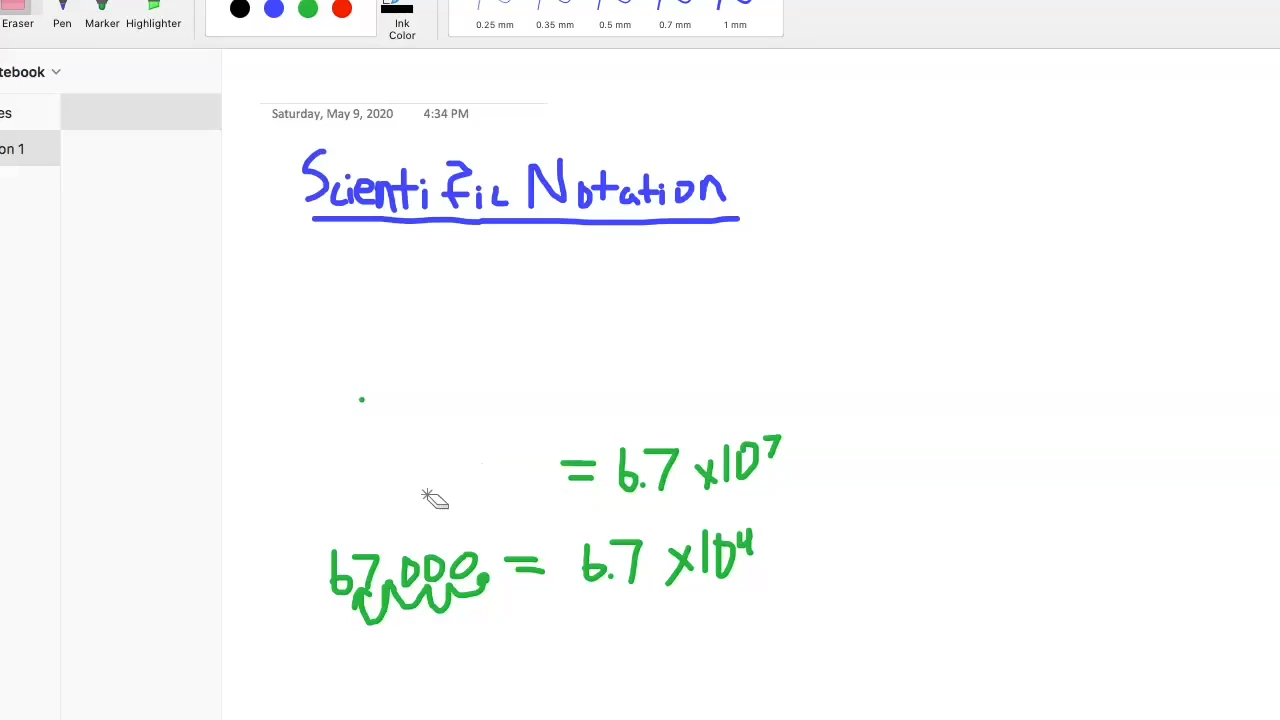 Eraser Pen Marker Highlighter Ink Color 0.25 mm 0.35 mm 0.5 mm 0.7 mm 1 mm
tebook
es
on 1
Saturday, May 9, 2020 4:34 PM
Scientific Notation
= 6.7 x10⁷
67,000. = 6.7 x10⁴